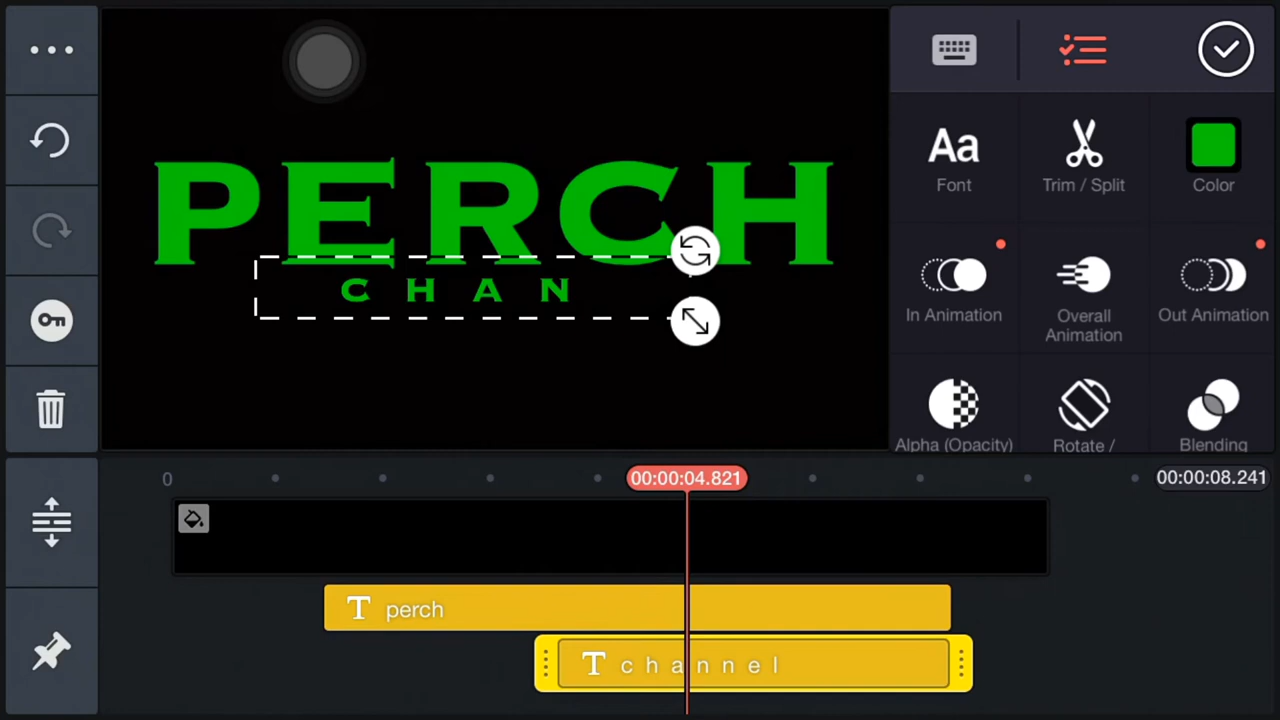 PERCH
C H A N
Aa
Font
Trim / Split
Color
In Animation
Overall
Animation
Out Animation
Alpha (Opacity)
Rotate /
Blending
0
00:00:04.821
00:00:08.241
T perch
T c h a n n e l